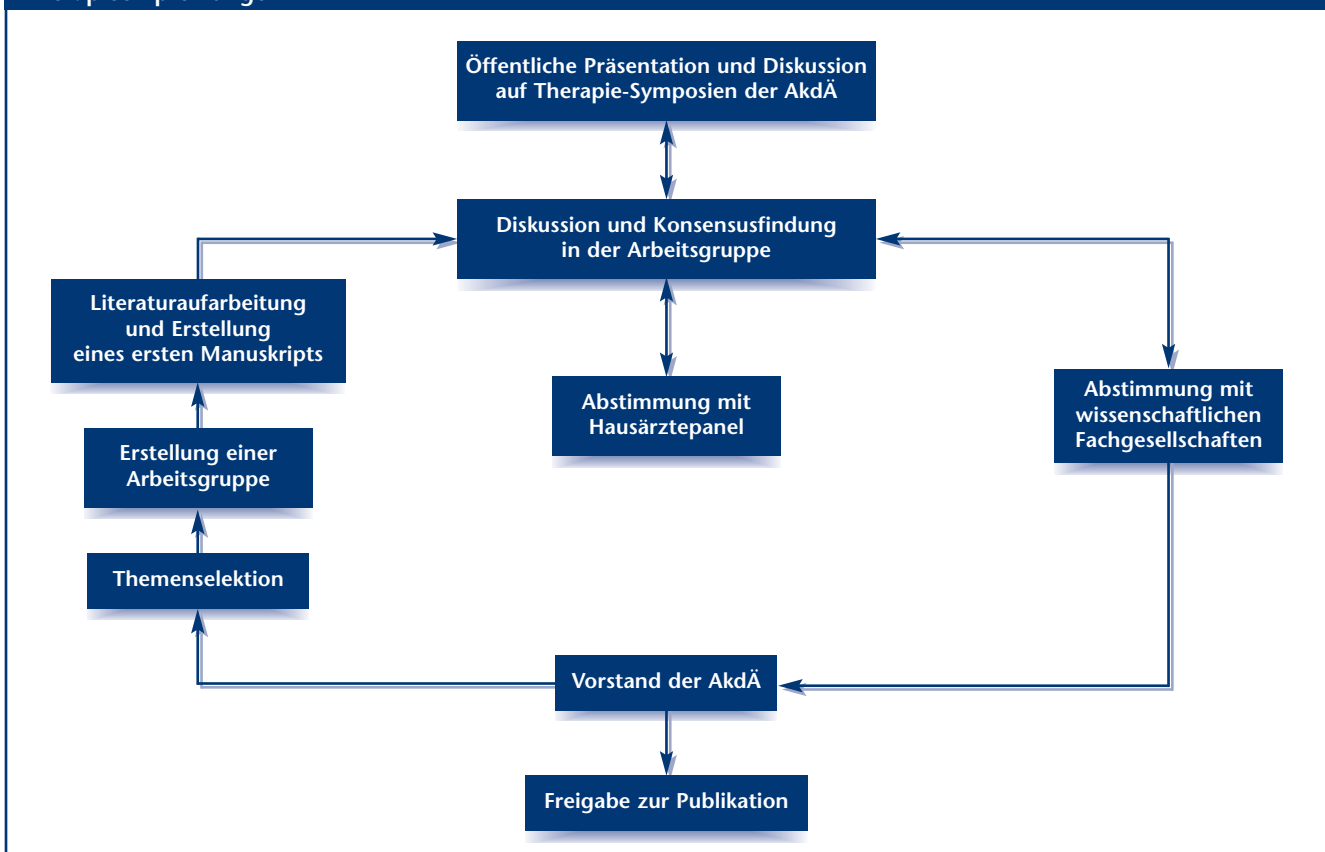 Öffentliche Präsentation und Diskussion
auf Therapie-Symposien der AkdÄ
Diskussion und Konsensusfindung
in der Arbeitsgruppe
Literaturaufarbeitung
und Erstellung
eines ersten Manuskripts
Abstimmung mit
Hausärztepanel
Abstimmung mit
wissenschaftlichen
Fachgesellschaften
Erstellung einer
Arbeitsgruppe
Themenselektion
Vorstand der AkdÄ
Freigabe zur Publikation